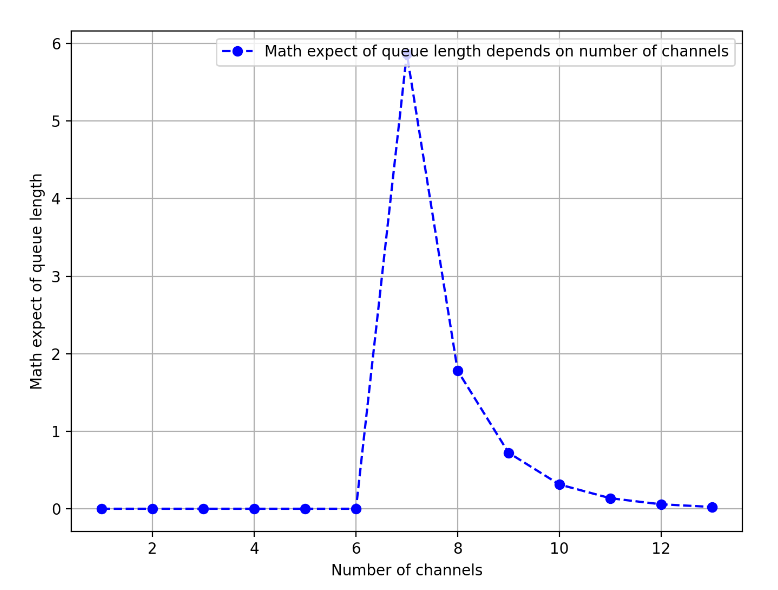 Math expect of queue length depends on number of channels
6
5
4
3
2
1
0
Math expect of queue length
2 4 6 8 10 12
Number of channels